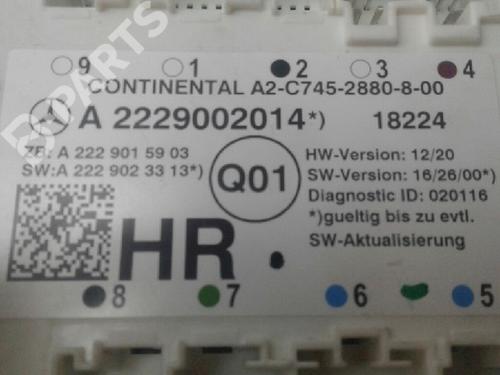 9 1 2 3 4
CONTINENTAL A2-C745-2880-8-00
A 2229002014*) 18224
ZF: A 222 901 59 03
SW:A 222 902 33 13*)
Q01
HW-Version: 12/20
SW-Version: 16/26/00*)
Diagnostic ID: 020116
*)gueltig bis zu evtl.
SW-Aktualisierung
HR
8 7 6 5
B PARTS